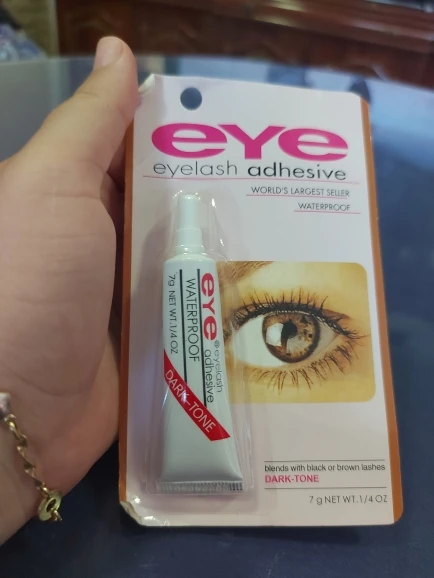 eye
eyelash adhesive
WORLD'S LARGEST SELLER
WATERPROOF
eye
eyelash
adhesive
WATERPROOF
7g NET WT.1/4 OZ
DARK-TONE
blends with black or brown lashes
DARK-TONE
7 g NET WT. 1/4 OZ